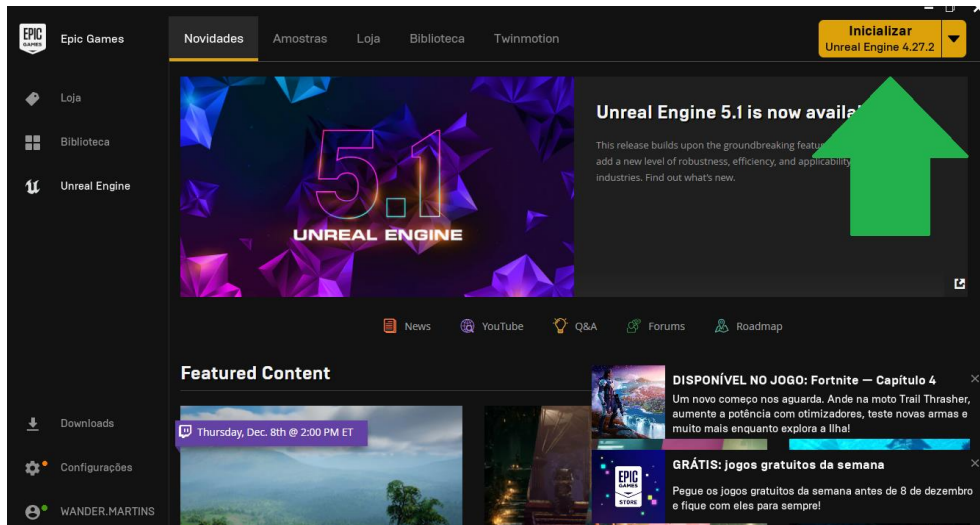 EPIC
GAMES
Epic Games
Novidades
Amostras
Loja
Biblioteca
Twinmotion
Inicializar
Unreal Engine 4.27.2
Loja
Biblioteca
Unreal Engine
5.1
UNREAL ENGINE
Unreal Engine 5.1 is now
This release builds upon the groundbreaking
add a new level of robustness, efficiency, and applicability
industries. Find out what's new.
News
YouTube
Q&A
Forums
Roadmap
Featured Content
Thursday, Dec. 8th @ 2:00 PM ET
DISPONÍVEL NO JOGO: Fortnite — Capítulo 4
Um novo começo nos aguarda. Ande na moto Trail Thrasher,
aumente a potência com otimizadores, teste novas armas e
muito mais enquanto explora a Ilha!
EPIC
GAMES
STORE
GRÁTIS: jogos gratuitos da semana
Pegue os jogos gratuitos da semana antes de 8 de dezembro
e fique com eles para sempre!
Downloads
Configurações
WANDER.MARTINS